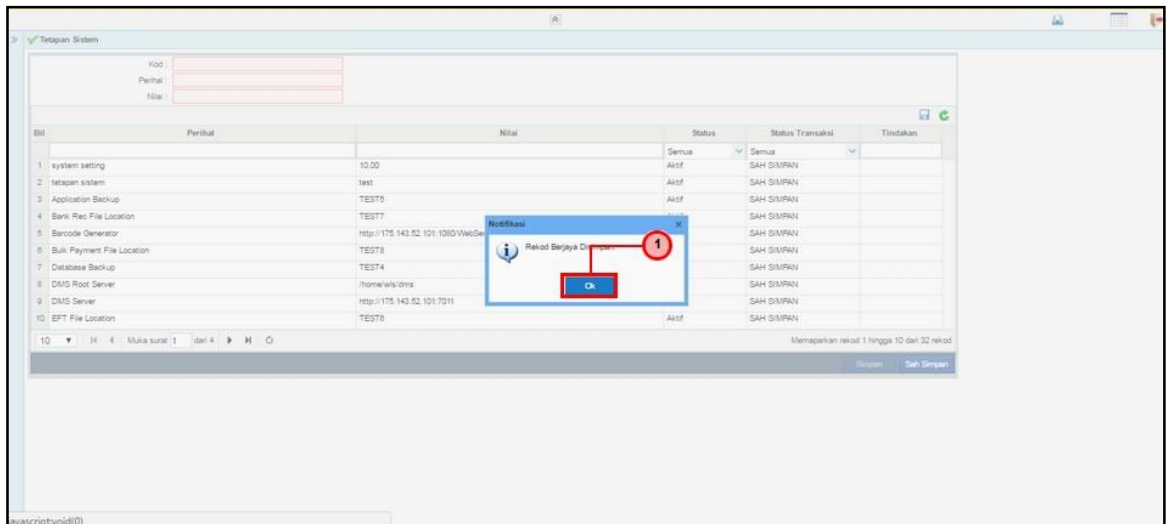 Tetapan Sistem
Kod :
Perihal :
Nilai :
Bil Perihal Nilai Status Status Transaksi Tindakan
Semua Semua
1 system setting 10.00 Aktif SAH SIMPAN
2 tetapan sistem test Aktif SAH SIMPAN
3 Application Backup TEST5 Aktif SAH SIMPAN
4 Bank Rec File Location TEST7 SAH SIMPAN
5 Barcode Generator http://175.143.52.101:1080/WebSer SAH SIMPAN
6 Bulk Payment File Location TEST8 SAH SIMPAN
7 Database Backup TEST4 SAH SIMPAN
8 DMS Root Server /home/wls/dms SAH SIMPAN
9 DMS Server http://175.143.52.101:7011 SAH SIMPAN
10 EFT File Location TEST6 Aktif SAH SIMPAN
Notifikasi
Rekod Berjaya
1
Ok
10 Muka surat 1 dari 4 Memaparkan rekod 1 hingga 10 dari 32 rekod
Simpan Sah Simpan
avascript:void(0)